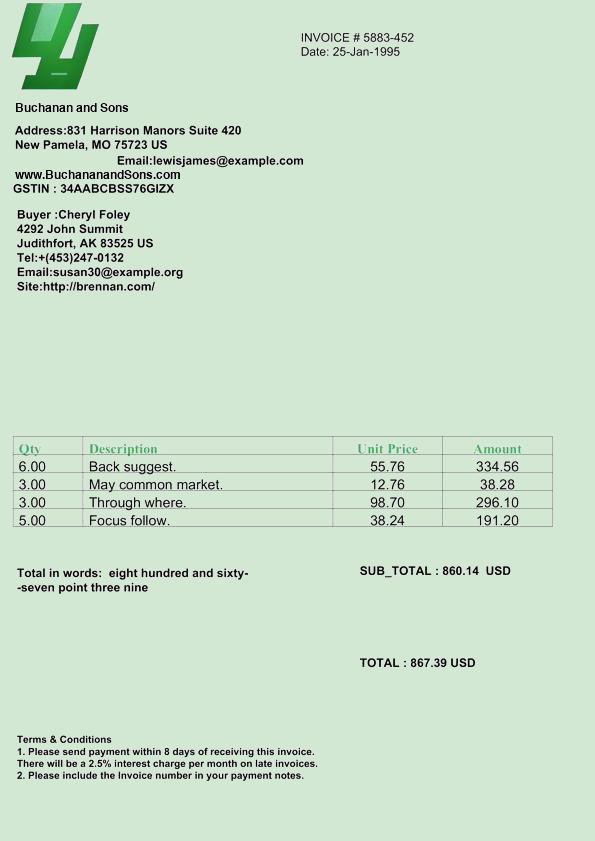 INVOICE # 5883-452
Date: 25-Jan-1995
Buchanan and Sons
Address:831 Harrison Manors Suite 420
New Pamela, MO 75723 US
Email:lewisjames@example.com
www.BuchananandSons.com
GSTIN : 34AABCBSS76GIZX
Buyer :Cheryl Foley
4292 John Summit
Judithfort, AK 83525 US
Tel:+(453)247-0132
Email:susan30@example.org
Site:http://brennan.com/
Qty Description Unit Price Amount
6.00 Back suggest. 55.76 334.56
3.00 May common market. 12.76 38.28
3.00 Through where. 98.70 296.10
5.00 Focus follow. 38.24 191.20
Total in words: eight hundred and sixty-
-seven point three nine
SUB_TOTAL : 860.14 USD
TOTAL : 867.39 USD
Terms & Conditions
1. Please send payment within 8 days of receiving this invoice.
There will be a 2.5% interest charge per month on late invoices.
2. Please include the Invoice number in your payment notes.